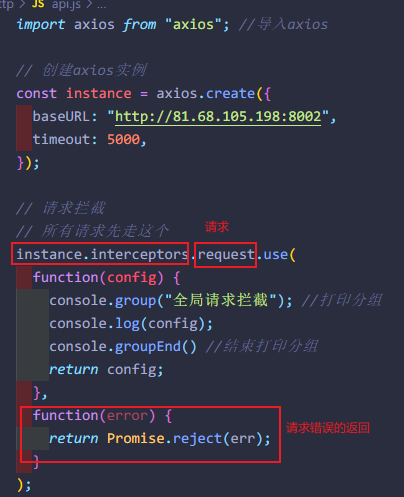 ttp > JS api.js > ...
import axios from "axios"; //导入axios
// 创建axios实例
const instance = axios.create({
baseURL: "http://81.68.105.198:8002",
timeout: 5000,
});
// 请求拦截
// 所有请求先走这个
请求
instance.interceptors.request.use(
function(config) {
console.group("全局请求拦截"); //打印分组
console.log(config);
console.groupEnd() //结束打印分组
return config;
},
function(error) {
return Promise.reject(err);
请求错误的返回
}
);